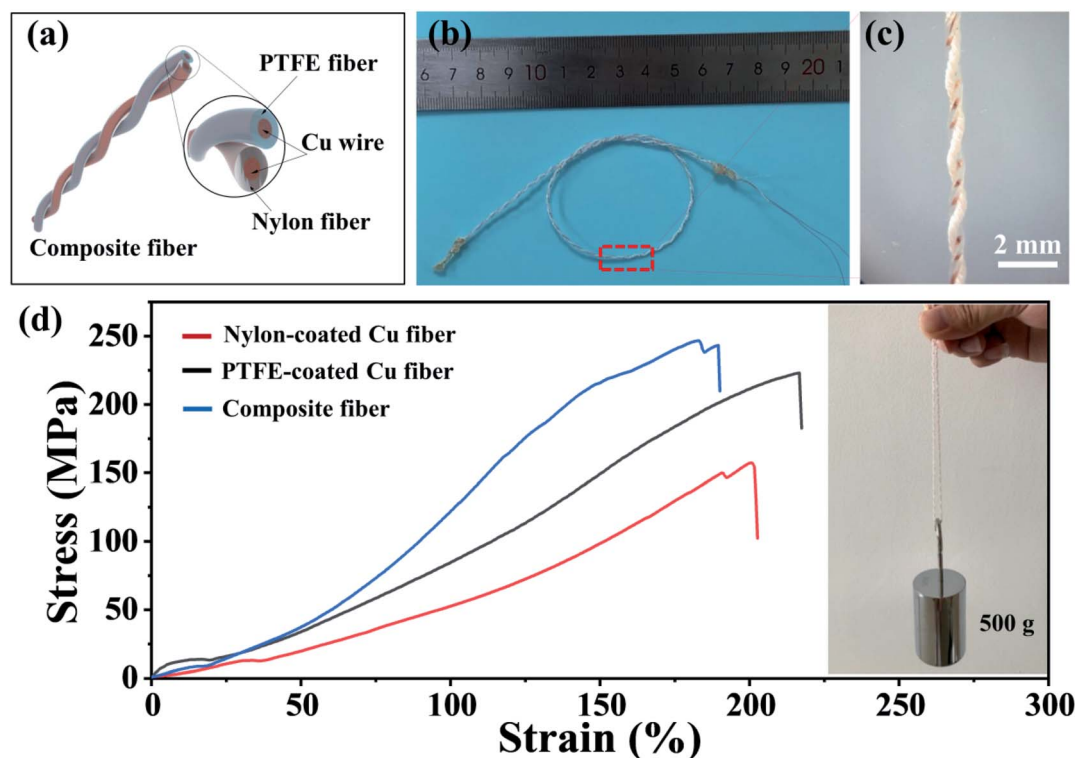 (a)
PTFE fiber
Cu wire
Nylon fiber
Composite fiber
(b)
6 7 8 9 10 1 2 3 4 5 6 7 8 9 20 1
(c)
2 mm
(d)
Nylon-coated Cu fiber
PTFE-coated Cu fiber
Composite fiber
250
200
150
100
50
0
Stress (MPa)
0 50 100 150 200 250 300
Strain (%)
500 g